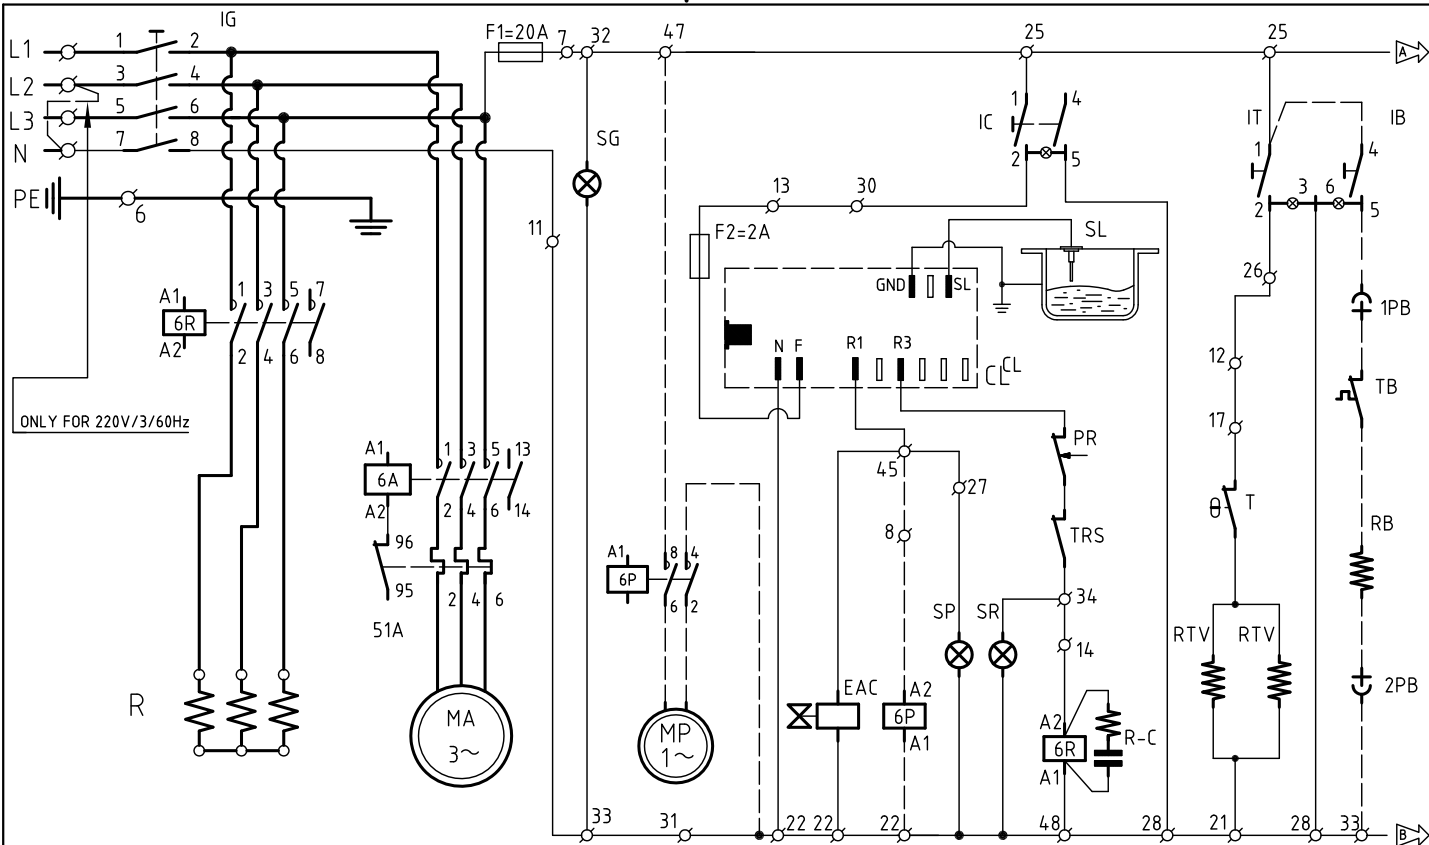 IG
F1=20A 7 32 47 25 25
L1 1 2 A
L2 3 4
L3 5 6
N 7 8
PE 6
SG
IC 1 4
2 5
IT IB
1 4
2 3 6 5
13 30
F2=2A
11
SL
GND SL
26
1PB
A1 6R A2
1 3 5 7
2 4 6 8
N F R1 R3
CL CL
12
TB
ONLY FOR 220V/3/60Hz
17
A1 6A A2
1 3 5 13
2 4 6 14
PR
45
27
T
8
TRS
RB
96
95
51A
2 4 6
A1 6P
8 4
6 2
34
SP SR
14
RTV RTV
R
MA
3~
MP
1~
EAC
A2
6P
A1
A2
6R
A1
R-C
2PB
33 31 22 22 22 48 28 21 28 33 B